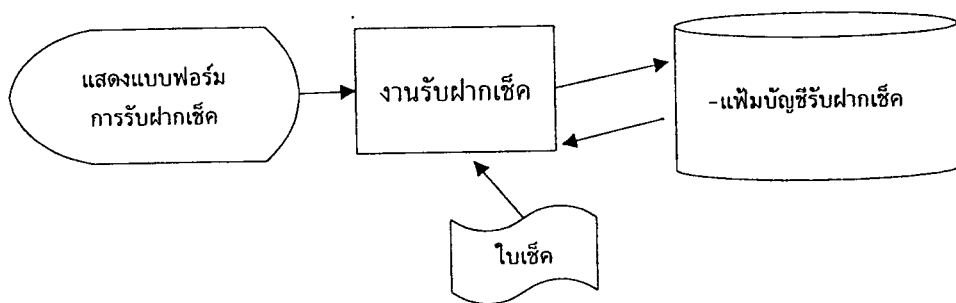 แสดงแบบฟอร์ม
การรับฝากเช็ค
งานรับฝากเช็ค
-แฟ้มบัญชีรับฝากเช็ค
ใบเช็ค